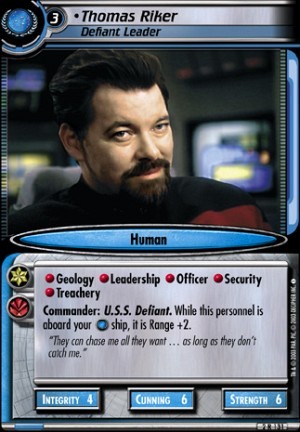 3 •Thomas Riker
Defiant Leader
Human
Geology Leadership Officer Security
Treachery
Commander: U.S.S. Defiant. While this personnel is
aboard your ship, it is Range +2.
"They can chase me all they want ... as long as they don't
catch me."
INTEGRITY 4 CUNNING 6 STRENGTH 6